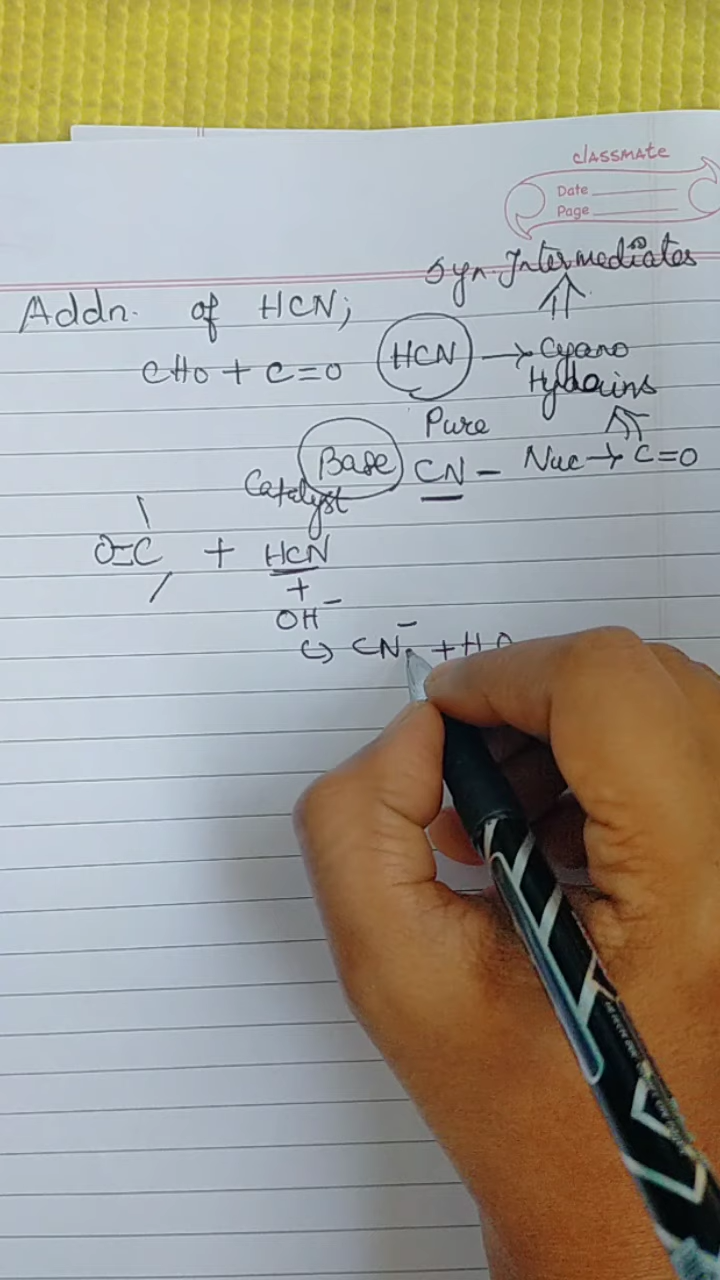 classmate
Date
Page
Syn. Intermediates
Addn. of HCN;
CHO + C=O HCN → Cyano
Pure
Base CN - Nuc → C=O
Catalyst
O=C + HCN
+
OH⁻
↪ CN⁻ + H